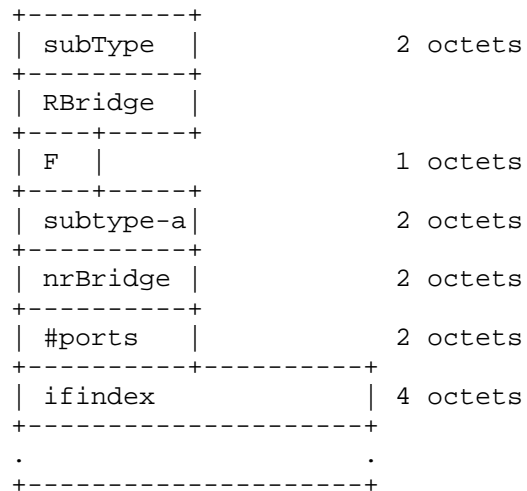 +----------+
| subType  |          2 octets
+----------+
| RBridge  |
+----+-----+
| F  |                1 octets
+----+-----+
| subtype-a|          2 octets
+----------+
| nrBridge |          2 octets
+----------+
| #ports   |          2 octets
+----------+----------+
| ifindex             | 4 octets
+---------------------+
.                     .
+---------------------+